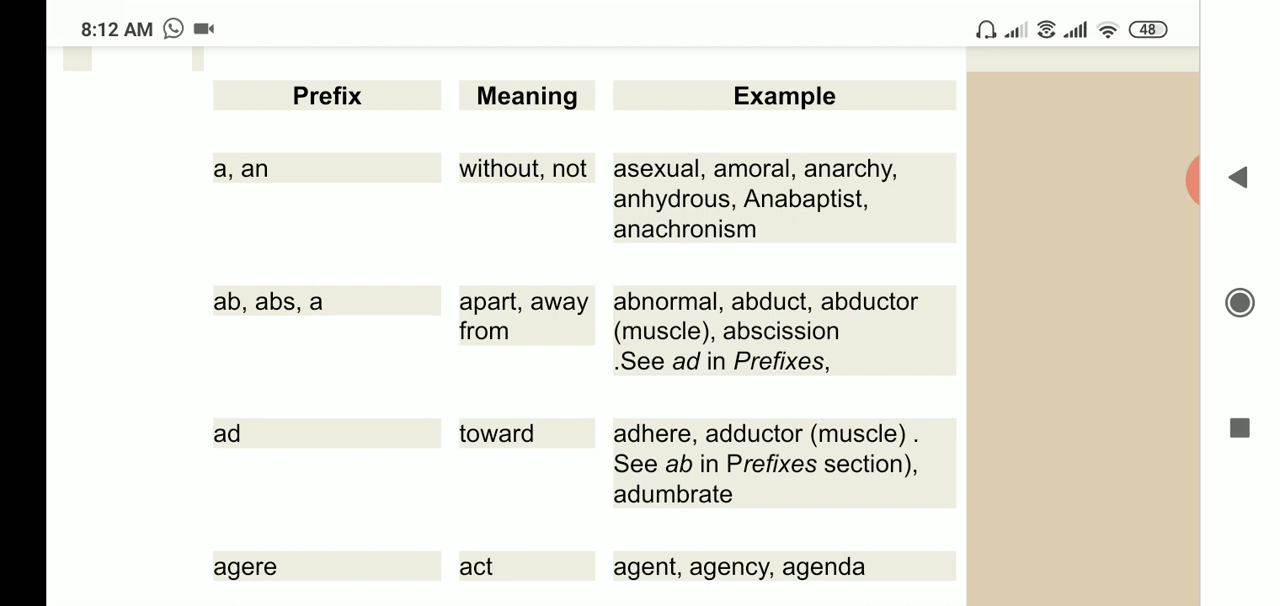 8:12 AM
48
Prefix Meaning Example
a, an without, not asexual, amoral, anarchy,
anhydrous, Anabaptist,
anachronism
ab, abs, a apart, away abnormal, abduct, abductor
from (muscle), abscission
.See ad in Prefixes,
ad toward adhere, adductor (muscle) .
See ab in Prefixes section),
adumbrate
agere act agent, agency, agenda